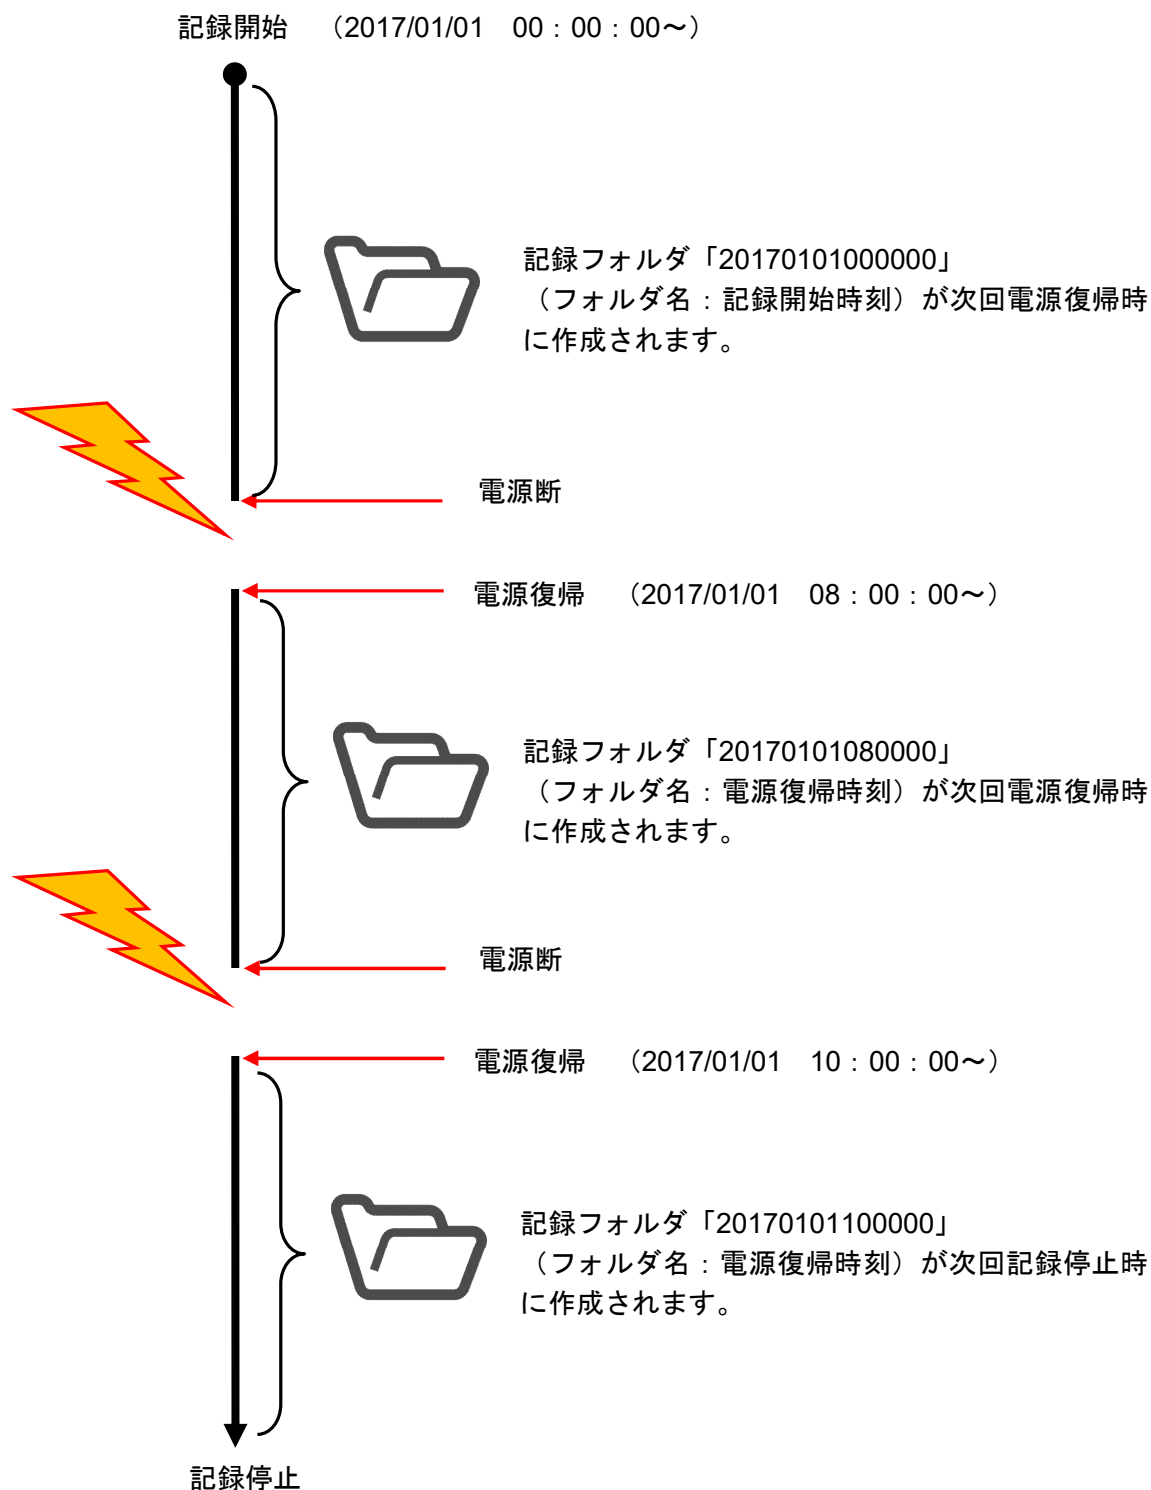 記録開始　（2017/01/01　00：00：00～）
記録フォルダ「20170101000000」
（フォルダ名：記録開始時刻）が次回電源復帰時
に作成されます。
電源断
電源復帰　（2017/01/01　08：00：00～）
記録フォルダ「20170101080000」
（フォルダ名：電源復帰時刻）が次回電源復帰時
に作成されます。
電源断
電源復帰　（2017/01/01　10：00：00～）
記録フォルダ「20170101100000」
（フォルダ名：電源復帰時刻）が次回記録停止時
に作成されます。
記録停止